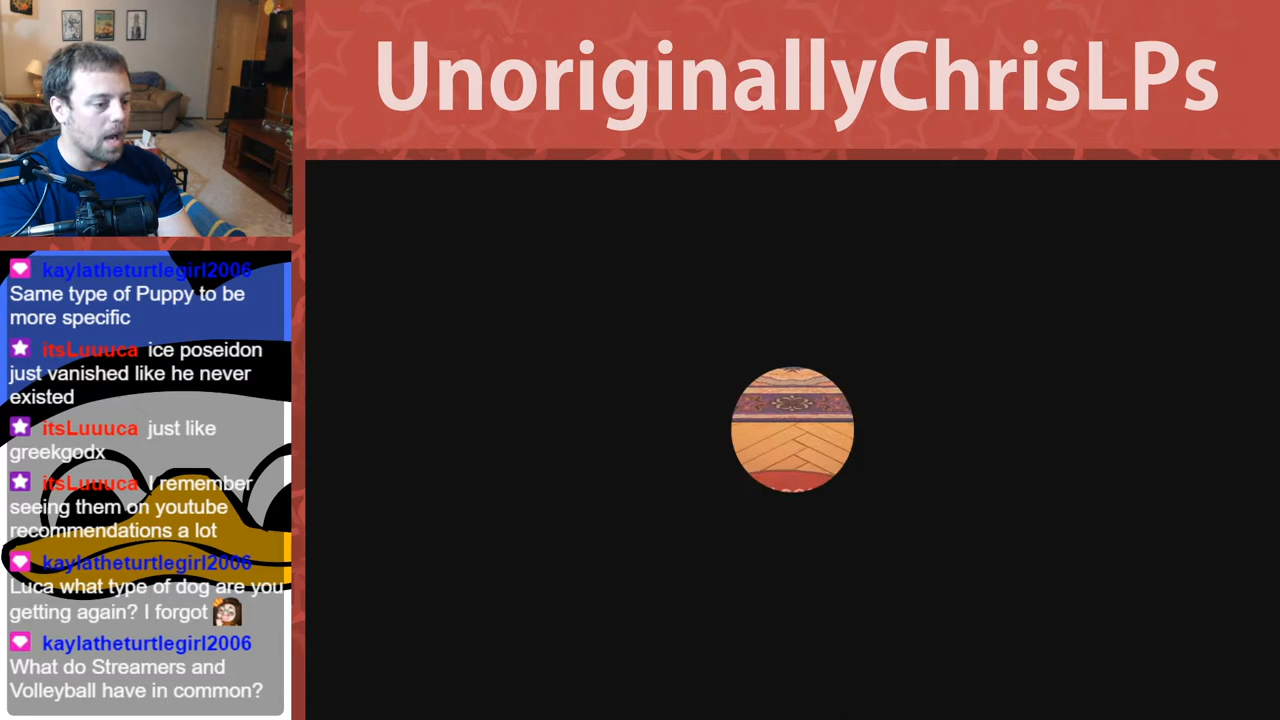 UnoriginallyChrisLPs
kaylatheturtlegirl2006
Same type of Puppy to be
more specific
itsLuuuca ice poseidon
just vanished like he never
existed
itsLuuuca just like
greekgodx
itsLuuuca I remember
seeing them on youtube
recommendations a lot
kaylatheturtlegirl2006
Luca what type of dog are you
getting again? I forgot
kaylatheturtlegirl2006
What do Streamers and
Volleyball have in common?